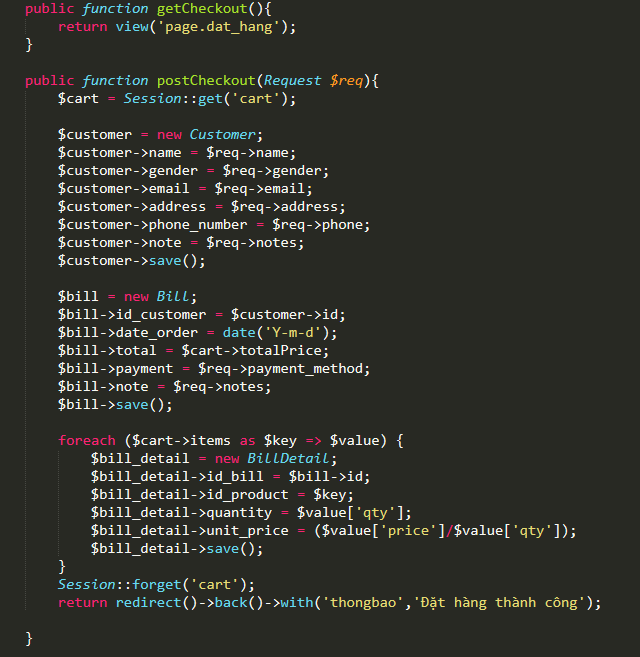 public function getCheckout(){
    return view('page.dat_hang');
}

public function postCheckout(Request $req){
    $cart = Session::get('cart');

    $customer = new Customer;
    $customer->name = $req->name;
    $customer->gender = $req->gender;
    $customer->email = $req->email;
    $customer->address = $req->address;
    $customer->phone_number = $req->phone;
    $customer->note = $req->notes;
    $customer->save();

    $bill = new Bill;
    $bill->id_customer = $customer->id;
    $bill->date_order = date('Y-m-d');
    $bill->total = $cart->totalPrice;
    $bill->payment = $req->payment_method;
    $bill->note = $req->notes;
    $bill->save();

    foreach ($cart->items as $key => $value) {
        $bill_detail = new BillDetail;
        $bill_detail->id_bill = $bill->id;
        $bill_detail->id_product = $key;
        $bill_detail->quantity = $value['qty'];
        $bill_detail->unit_price = ($value['price']/$value['qty']);
        $bill_detail->save();
    }
    Session::forget('cart');
    return redirect()->back()->with('thongbao','Đặt hàng thành công');

}